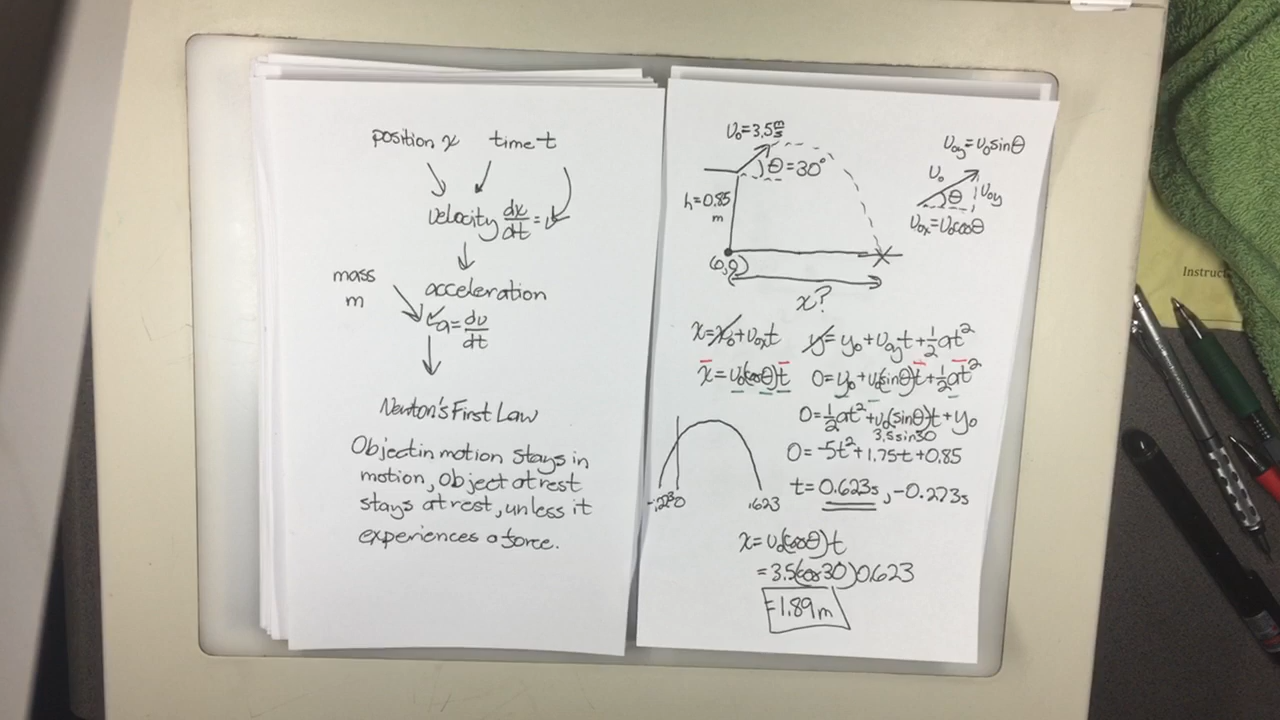 position x time t
velocity dx/dt = v
acceleration
mass
m
a = dv/dt
Newton's First Law
Object in motion stays in
motion, Object at rest
stays at rest, unless it
experiences a force.
v₀=3.5 m/s
θ=30°
h=0.85
m
(0,0)
x?
v₀y=v₀sinθ
v₀
θ
v₀y
v₀x=v₀cosθ
x=x₀+v₀xt
y=y₀+v₀yt+½at²
x=v₀(cosθ)t
0=y₀+v₀(sinθ)t+½at²
0=½at²+v₀(sinθ)t+y₀
3.5sin30
0=-5t²+1.75t+0.85
t=0.623s, -0.273s
0 .623
x=v₀(cosθ)t
=3.5(cos30)0.623
=1.89m
Instruc